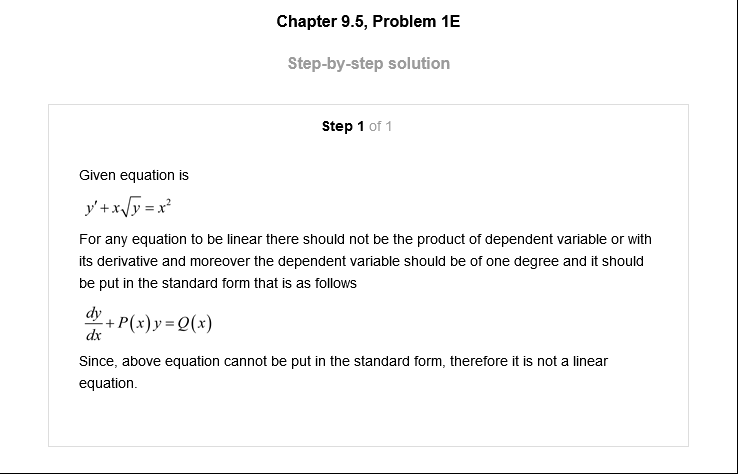 Chapter 9.5, Problem 1E
Step-by-step solution
Step 1 of 1
Given equation is
y′ + x√y = x²
For any equation to be linear there should not be the product of dependent variable or with
its derivative and moreover the dependent variable should be of one degree and it should
be put in the standard form that is as follows
dy/dx + P(x) y = Q(x)
Since, above equation cannot be put in the standard form, therefore it is not a linear
equation.